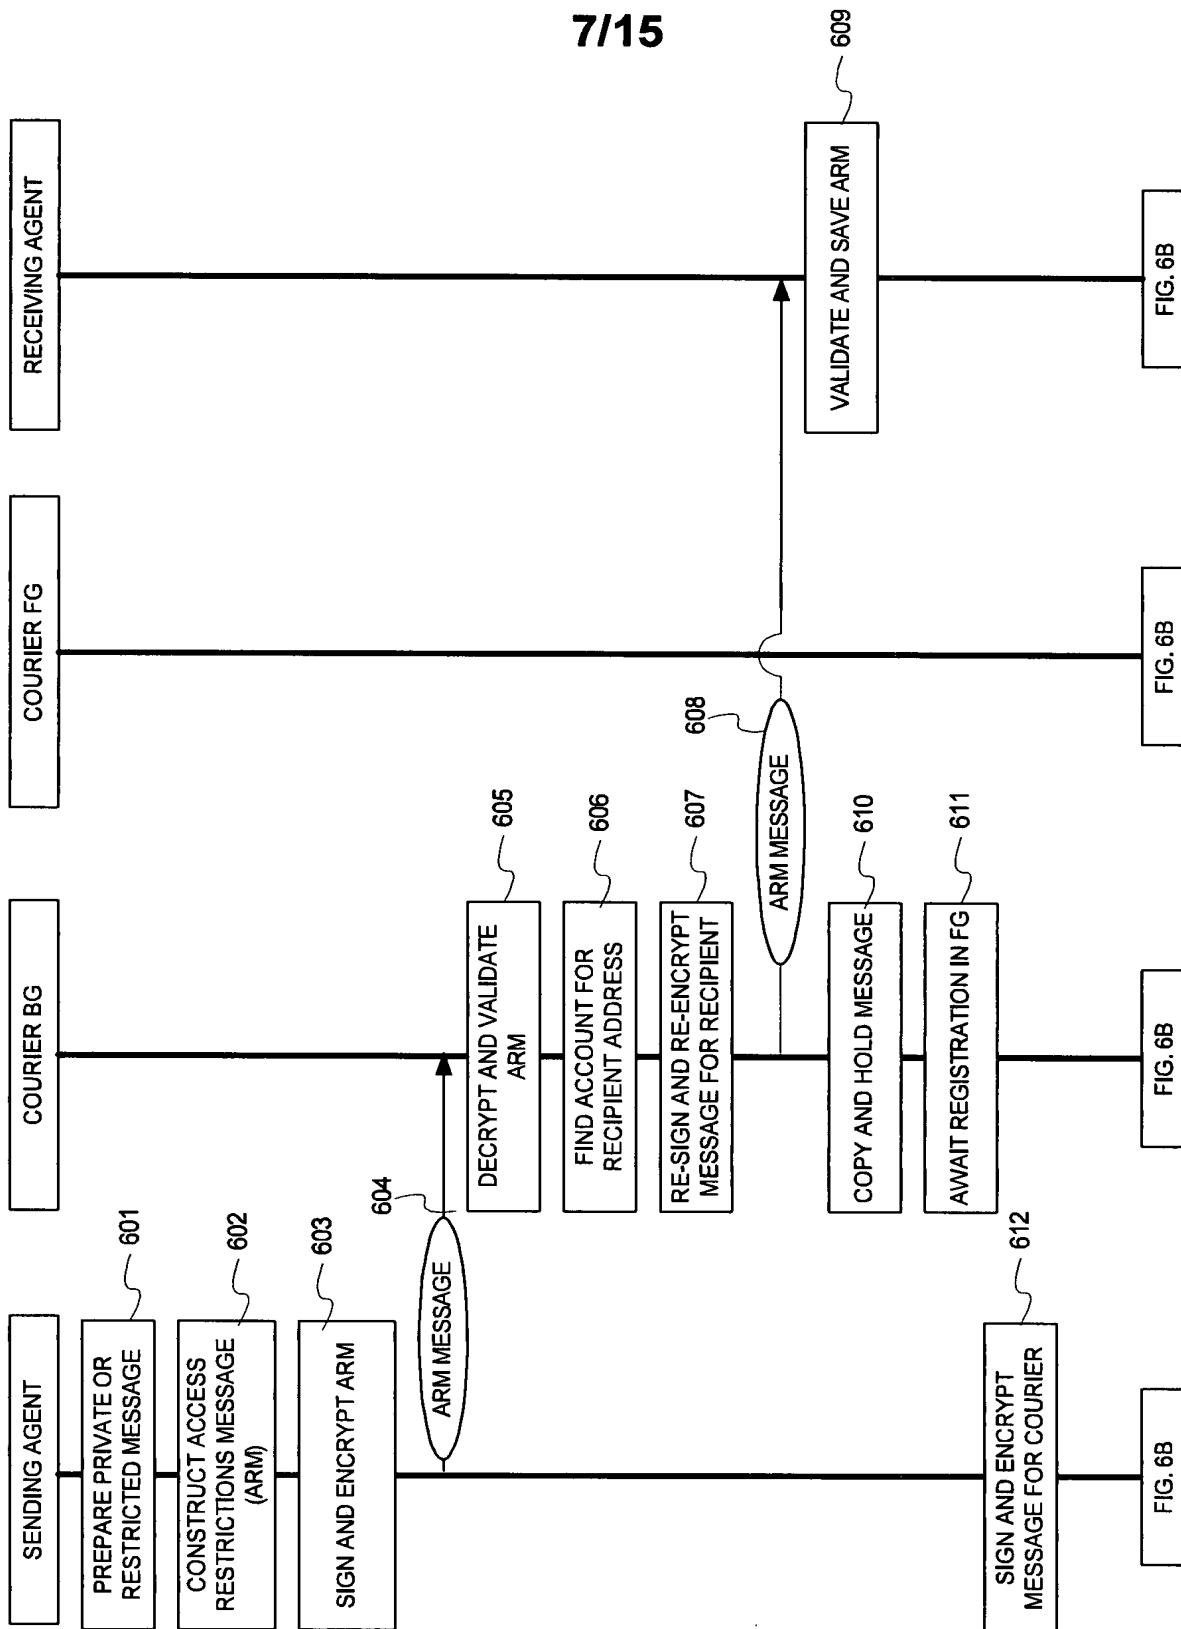 7/15
SENDING AGENT
COURIER BG
COURIER FG
RECEIVING AGENT
PREPARE PRIVATE OR
RESTRICTED MESSAGE
601
CONSTRUCT ACCESS
RESTRICTIONS MESSAGE
(ARM)
602
SIGN AND ENCRYPT ARM
603
ARM MESSAGE
604
DECRYPT AND VALIDATE
ARM
605
FIND ACCOUNT FOR
RECIPIENT ADDRESS
606
RE-SIGN AND RE-ENCRYPT
MESSAGE FOR RECIPIENT
607
ARM MESSAGE
608
VALIDATE AND SAVE ARM
609
COPY AND HOLD MESSAGE
610
AWAIT REGISTRATION IN FG
611
SIGN AND ENCRYPT
MESSAGE FOR COURIER
612
FIG. 6B
FIG. 6B
FIG. 6B
FIG. 6B